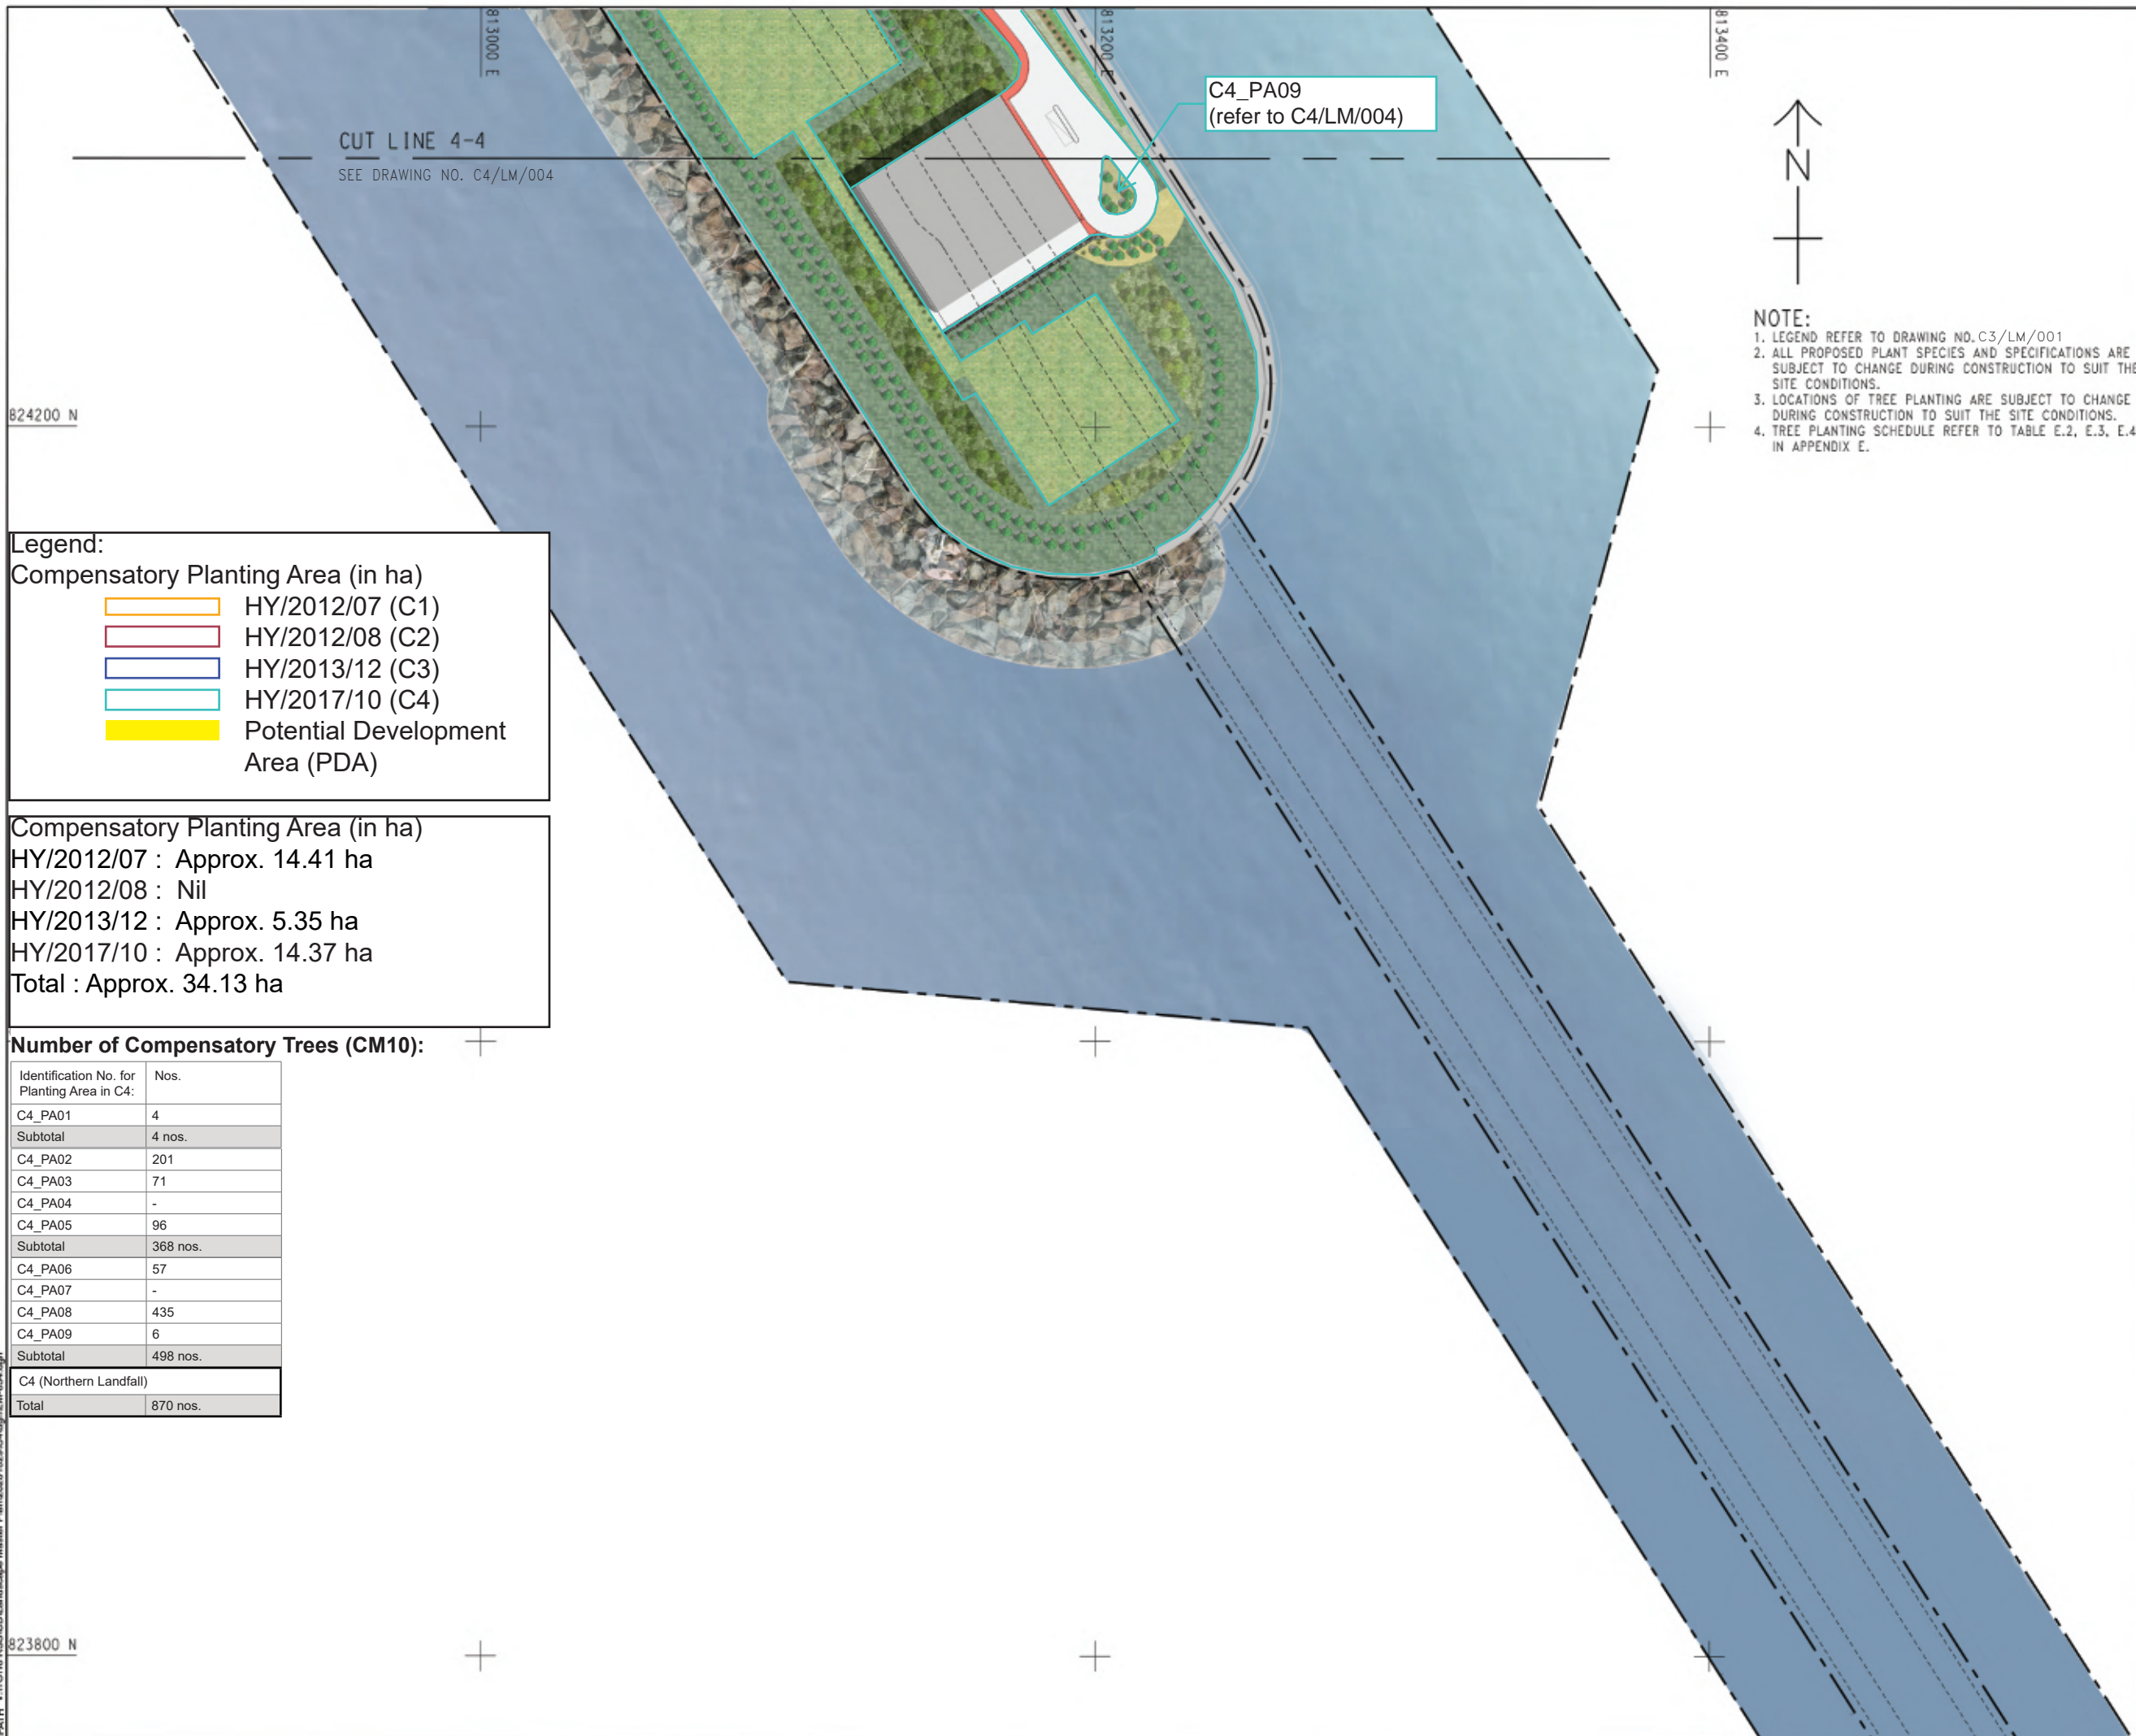 813000 E
813200 E
813400 E
C4_PA09
(refer to C4/LM/004)
CUT LINE 4-4
SEE DRAWING NO. C4/LM/004
N
NOTE:
1. LEGEND REFER TO DRAWING NO. C3/LM/001
2. ALL PROPOSED PLANT SPECIES AND SPECIFICATIONS ARE
SUBJECT TO CHANGE DURING CONSTRUCTION TO SUIT THE
SITE CONDITIONS.
3. LOCATIONS OF TREE PLANTING ARE SUBJECT TO CHANGE
DURING CONSTRUCTION TO SUIT THE SITE CONDITIONS.
4. TREE PLANTING SCHEDULE REFER TO TABLE E.2, E.3, E.4
IN APPENDIX E.
824200 N
Legend:
Compensatory Planting Area (in ha)
HY/2012/07 (C1)
HY/2012/08 (C2)
HY/2013/12 (C3)
HY/2017/10 (C4)
Potential Development
Area (PDA)
Compensatory Planting Area (in ha)
HY/2012/07 : Approx. 14.41 ha
HY/2012/08 : Nil
HY/2013/12 : Approx. 5.35 ha
HY/2017/10 : Approx. 14.37 ha
Total : Approx. 34.13 ha
Number of Compensatory Trees (CM10):
Identification No. for Nos.
Planting Area in C4:
C4_PA01 4
Subtotal 4 nos.
C4_PA02 201
C4_PA03 71
C4_PA04 -
C4_PA05 96
Subtotal 368 nos.
C4_PA06 57
C4_PA07 -
C4_PA08 435
C4_PA09 6
Subtotal 498 nos.
C4 (Northern Landfall)
Total 870 nos.
823800 N